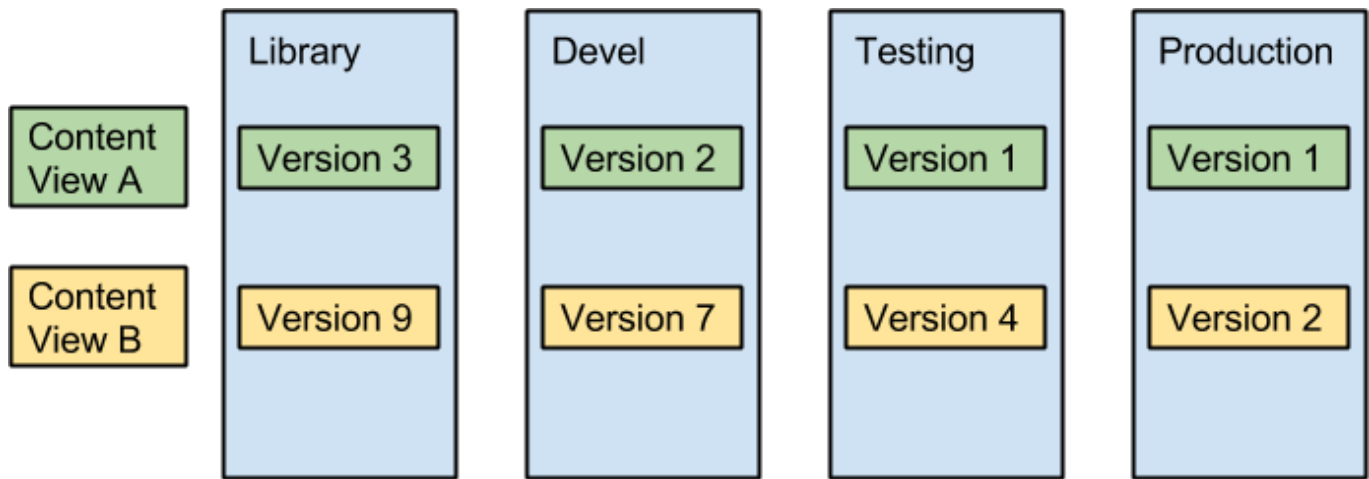 Library
Devel
Testing
Production
Content
View A
Version 3
Version 2
Version 1
Version 1
Content
View B
Version 9
Version 7
Version 4
Version 2